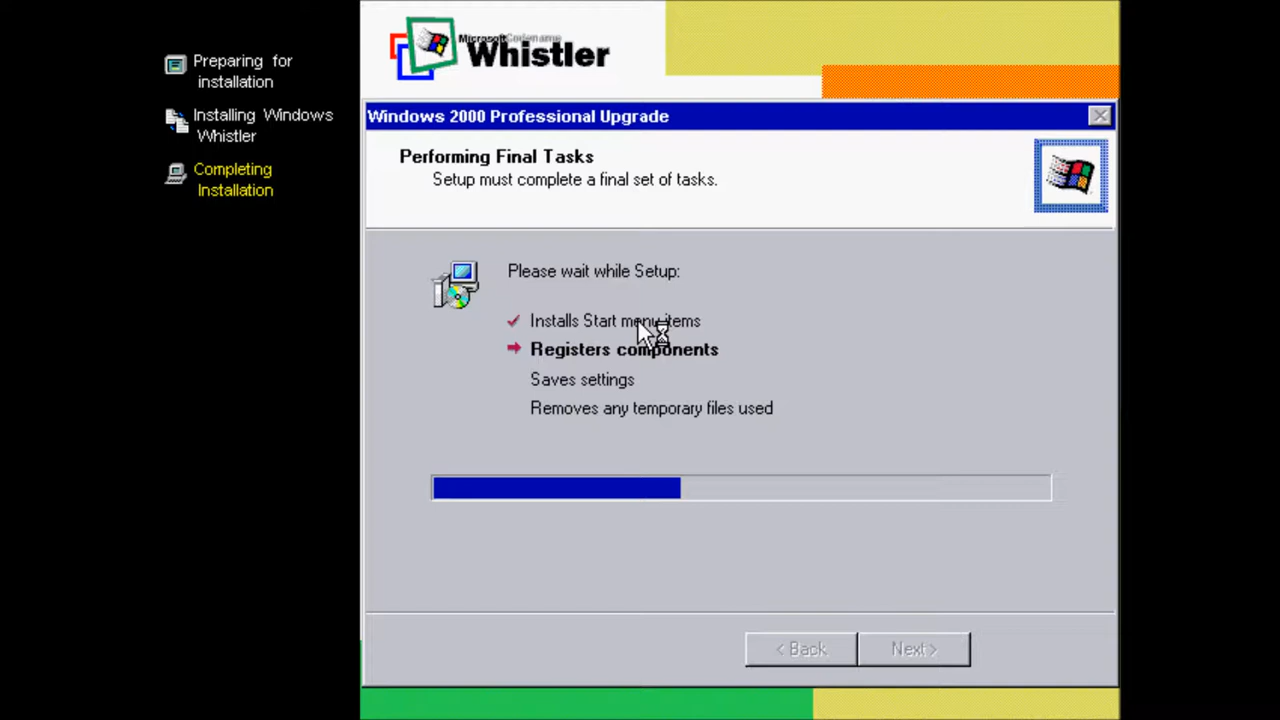 Preparing for
installation
Installing Windows
Whistler
Completing
Installation
Microsoft Codename
Whistler
Windows 2000 Professional Upgrade
Performing Final Tasks
Setup must complete a final set of tasks.
Please wait while Setup:
Installs Start menu items
Registers components
Saves settings
Removes any temporary files used
< Back
Next >